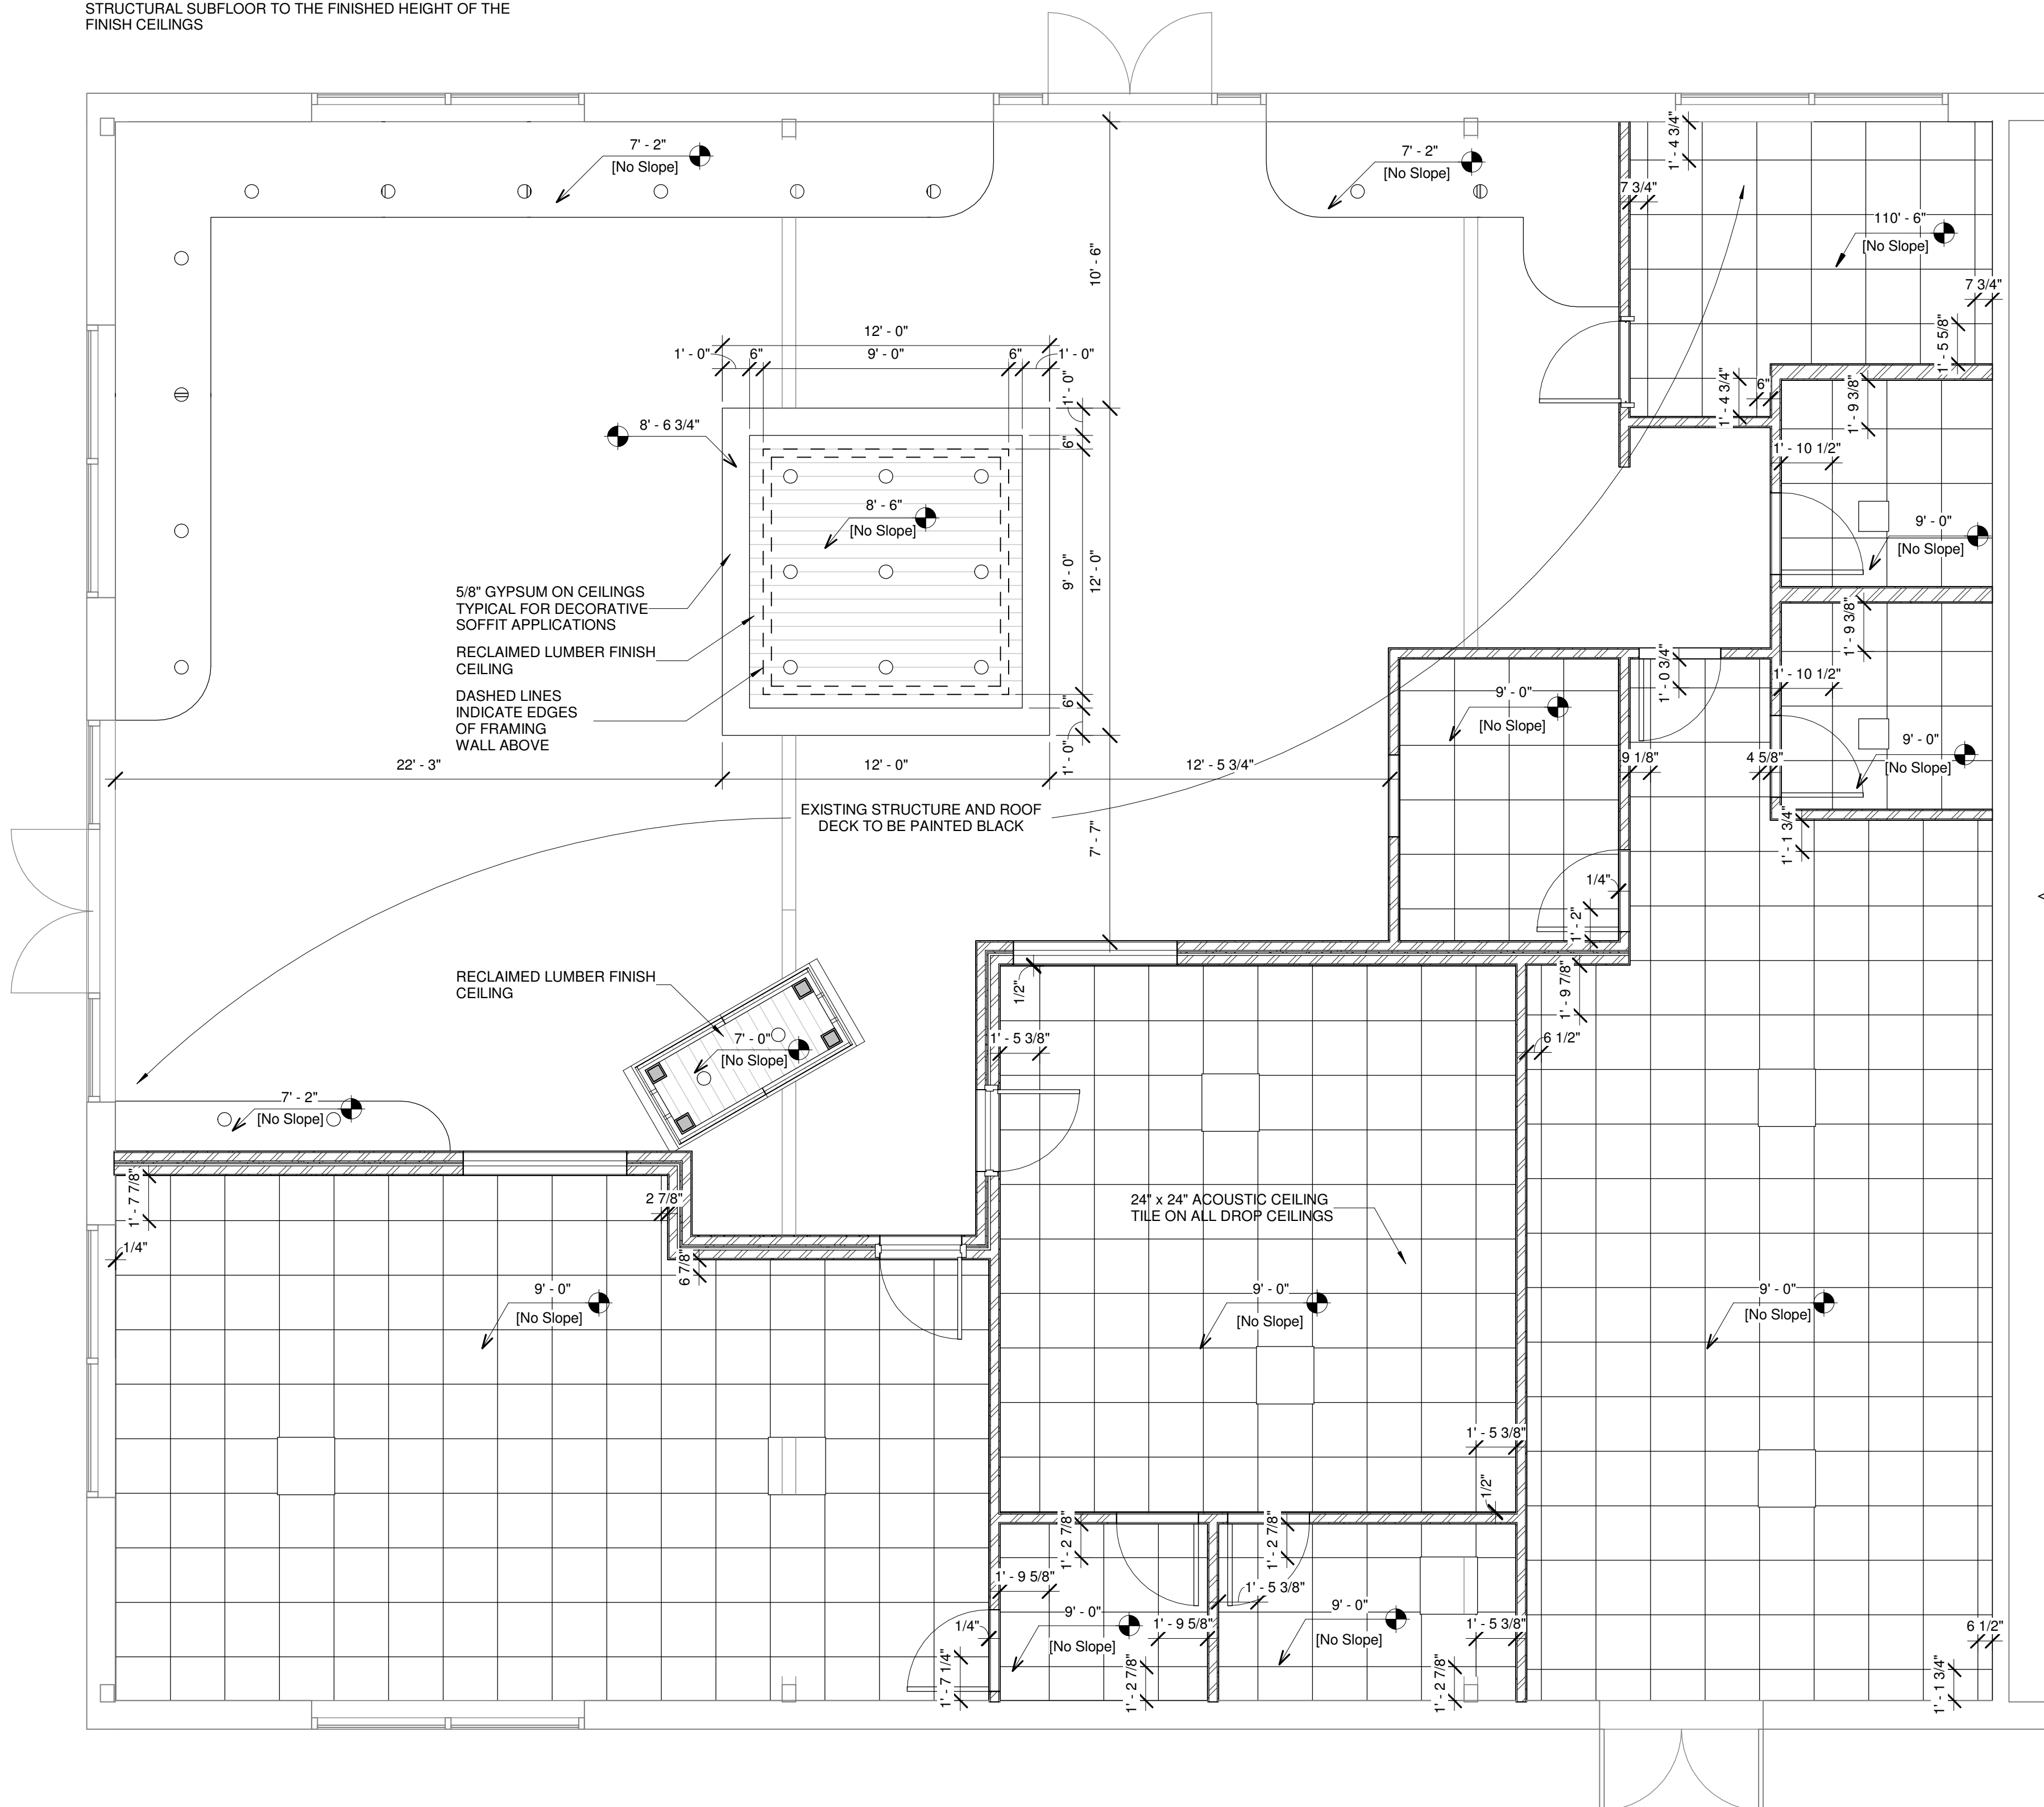 STRUCTURAL SUBFLOOR TO THE FINISHED HEIGHT OF THE
FINISH CEILINGS
7' - 2"
[No Slope]
7' - 2"
[No Slope]
1' - 4 3/4"
7 3/4"
110' - 6"
[No Slope]
10' - 6"
7 3/4"
1' - 5 5/8"
12' - 0"
1' - 0"
6"
9' - 0"
6"
1' - 0"
1' - 0"
1' - 4 3/4"
6"
1' - 9 3/8"
8' - 6 3/4"
6"
1' - 10 1/2"
8' - 6"
[No Slope]
9' - 0"
[No Slope]
9' - 0"
12' - 0"
5/8" GYPSUM ON CEILINGS
TYPICAL FOR DECORATIVE
SOFFIT APPLICATIONS
RECLAIMED LUMBER FINISH
CEILING
DASHED LINES
INDICATE EDGES
OF FRAMING
WALL ABOVE
1' - 9 3/8"
1' - 0 3/4"
1' - 10 1/2"
6"
9' - 0"
[No Slope]
1' - 0"
9' - 0"
[No Slope]
22' - 3"
12' - 0"
12' - 5 3/4"
9 1/8"
4 5/8"
EXISTING STRUCTURE AND ROOF
DECK TO BE PAINTED BLACK
7' - 7"
1' - 1 3/4"
1/4"
1' - 2"
RECLAIMED LUMBER FINISH
CEILING
1/2"
1' - 9 7/8"
7' - 0"
[No Slope]
1' - 5 3/8"
6 1/2"
7' - 2"
[No Slope]
1' - 7 7/8"
2 7/8"
24" x 24" ACOUSTIC CEILING
TILE ON ALL DROP CEILINGS
1/4"
6 7/8"
9' - 0"
[No Slope]
9' - 0"
[No Slope]
9' - 0"
[No Slope]
1' - 5 3/8"
1/2"
1' - 2 7/8"
1' - 2 7/8"
1' - 9 5/8"
1' - 5 3/8"
9' - 0"
[No Slope]
9' - 0"
[No Slope]
1/4"
1' - 9 5/8"
1' - 5 3/8"
6 1/2"
1' - 7 1/4"
1' - 2 7/8"
1' - 2 7/8"
1' - 1 3/4"